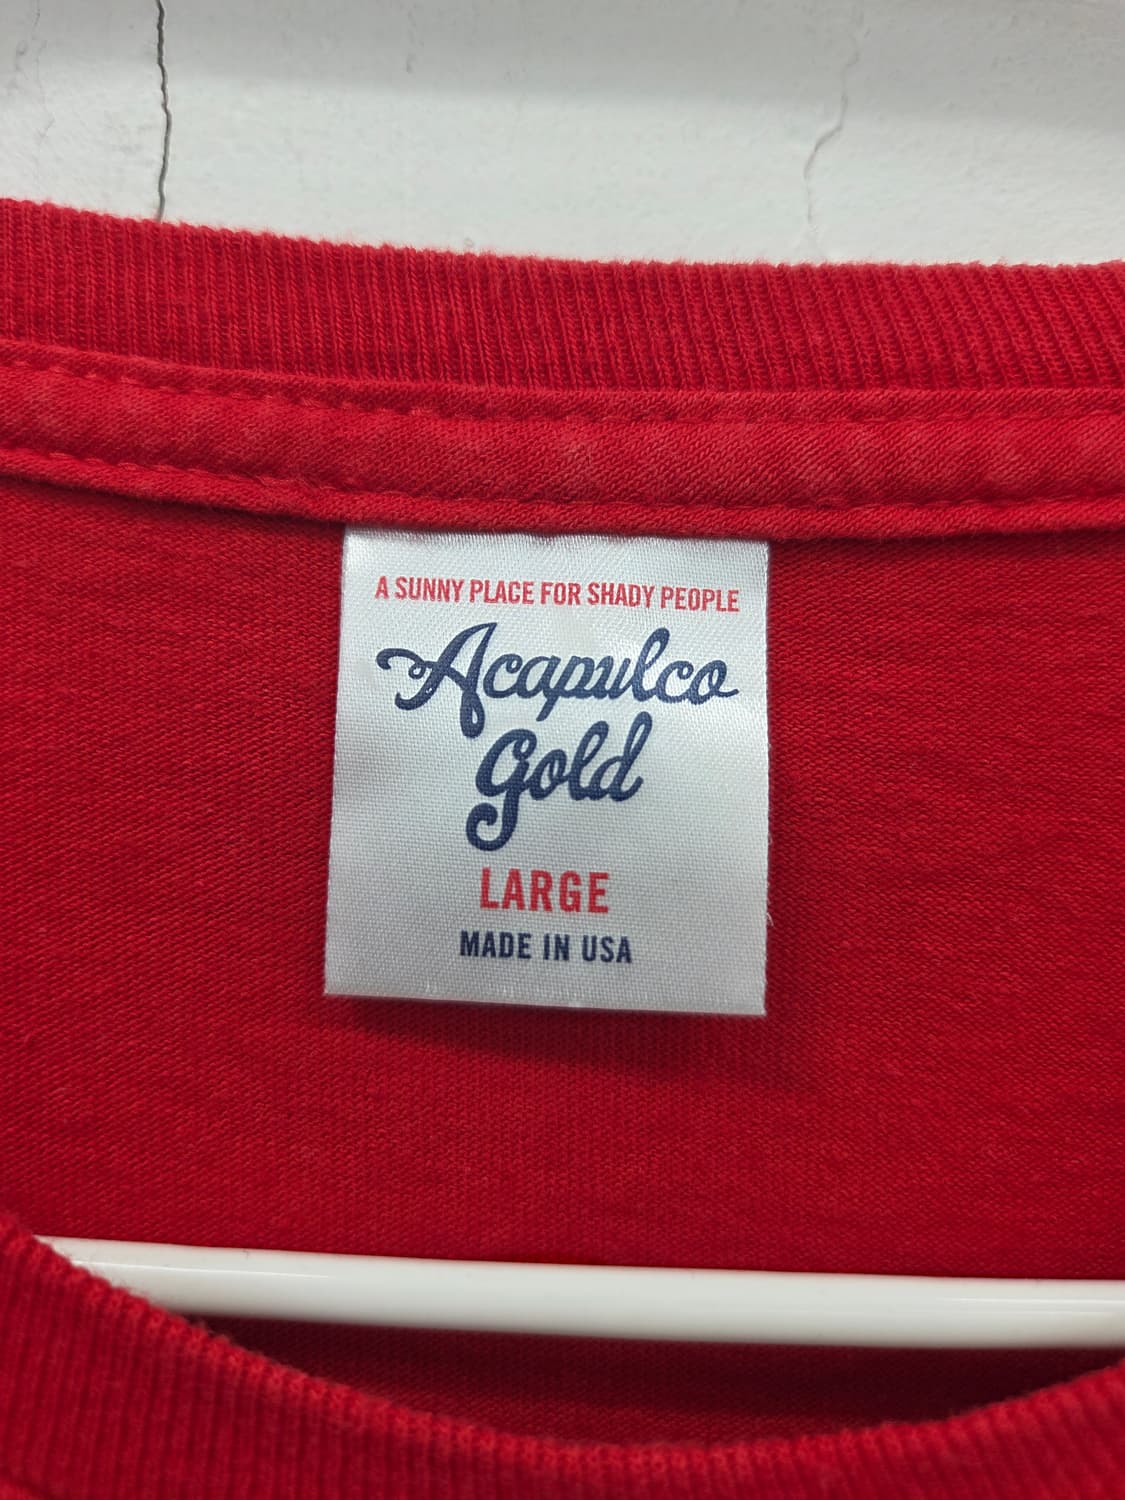 A SUNNY PLACE FOR SHADY PEOPLE
Acapulco
Gold
LARGE
MADE IN USA